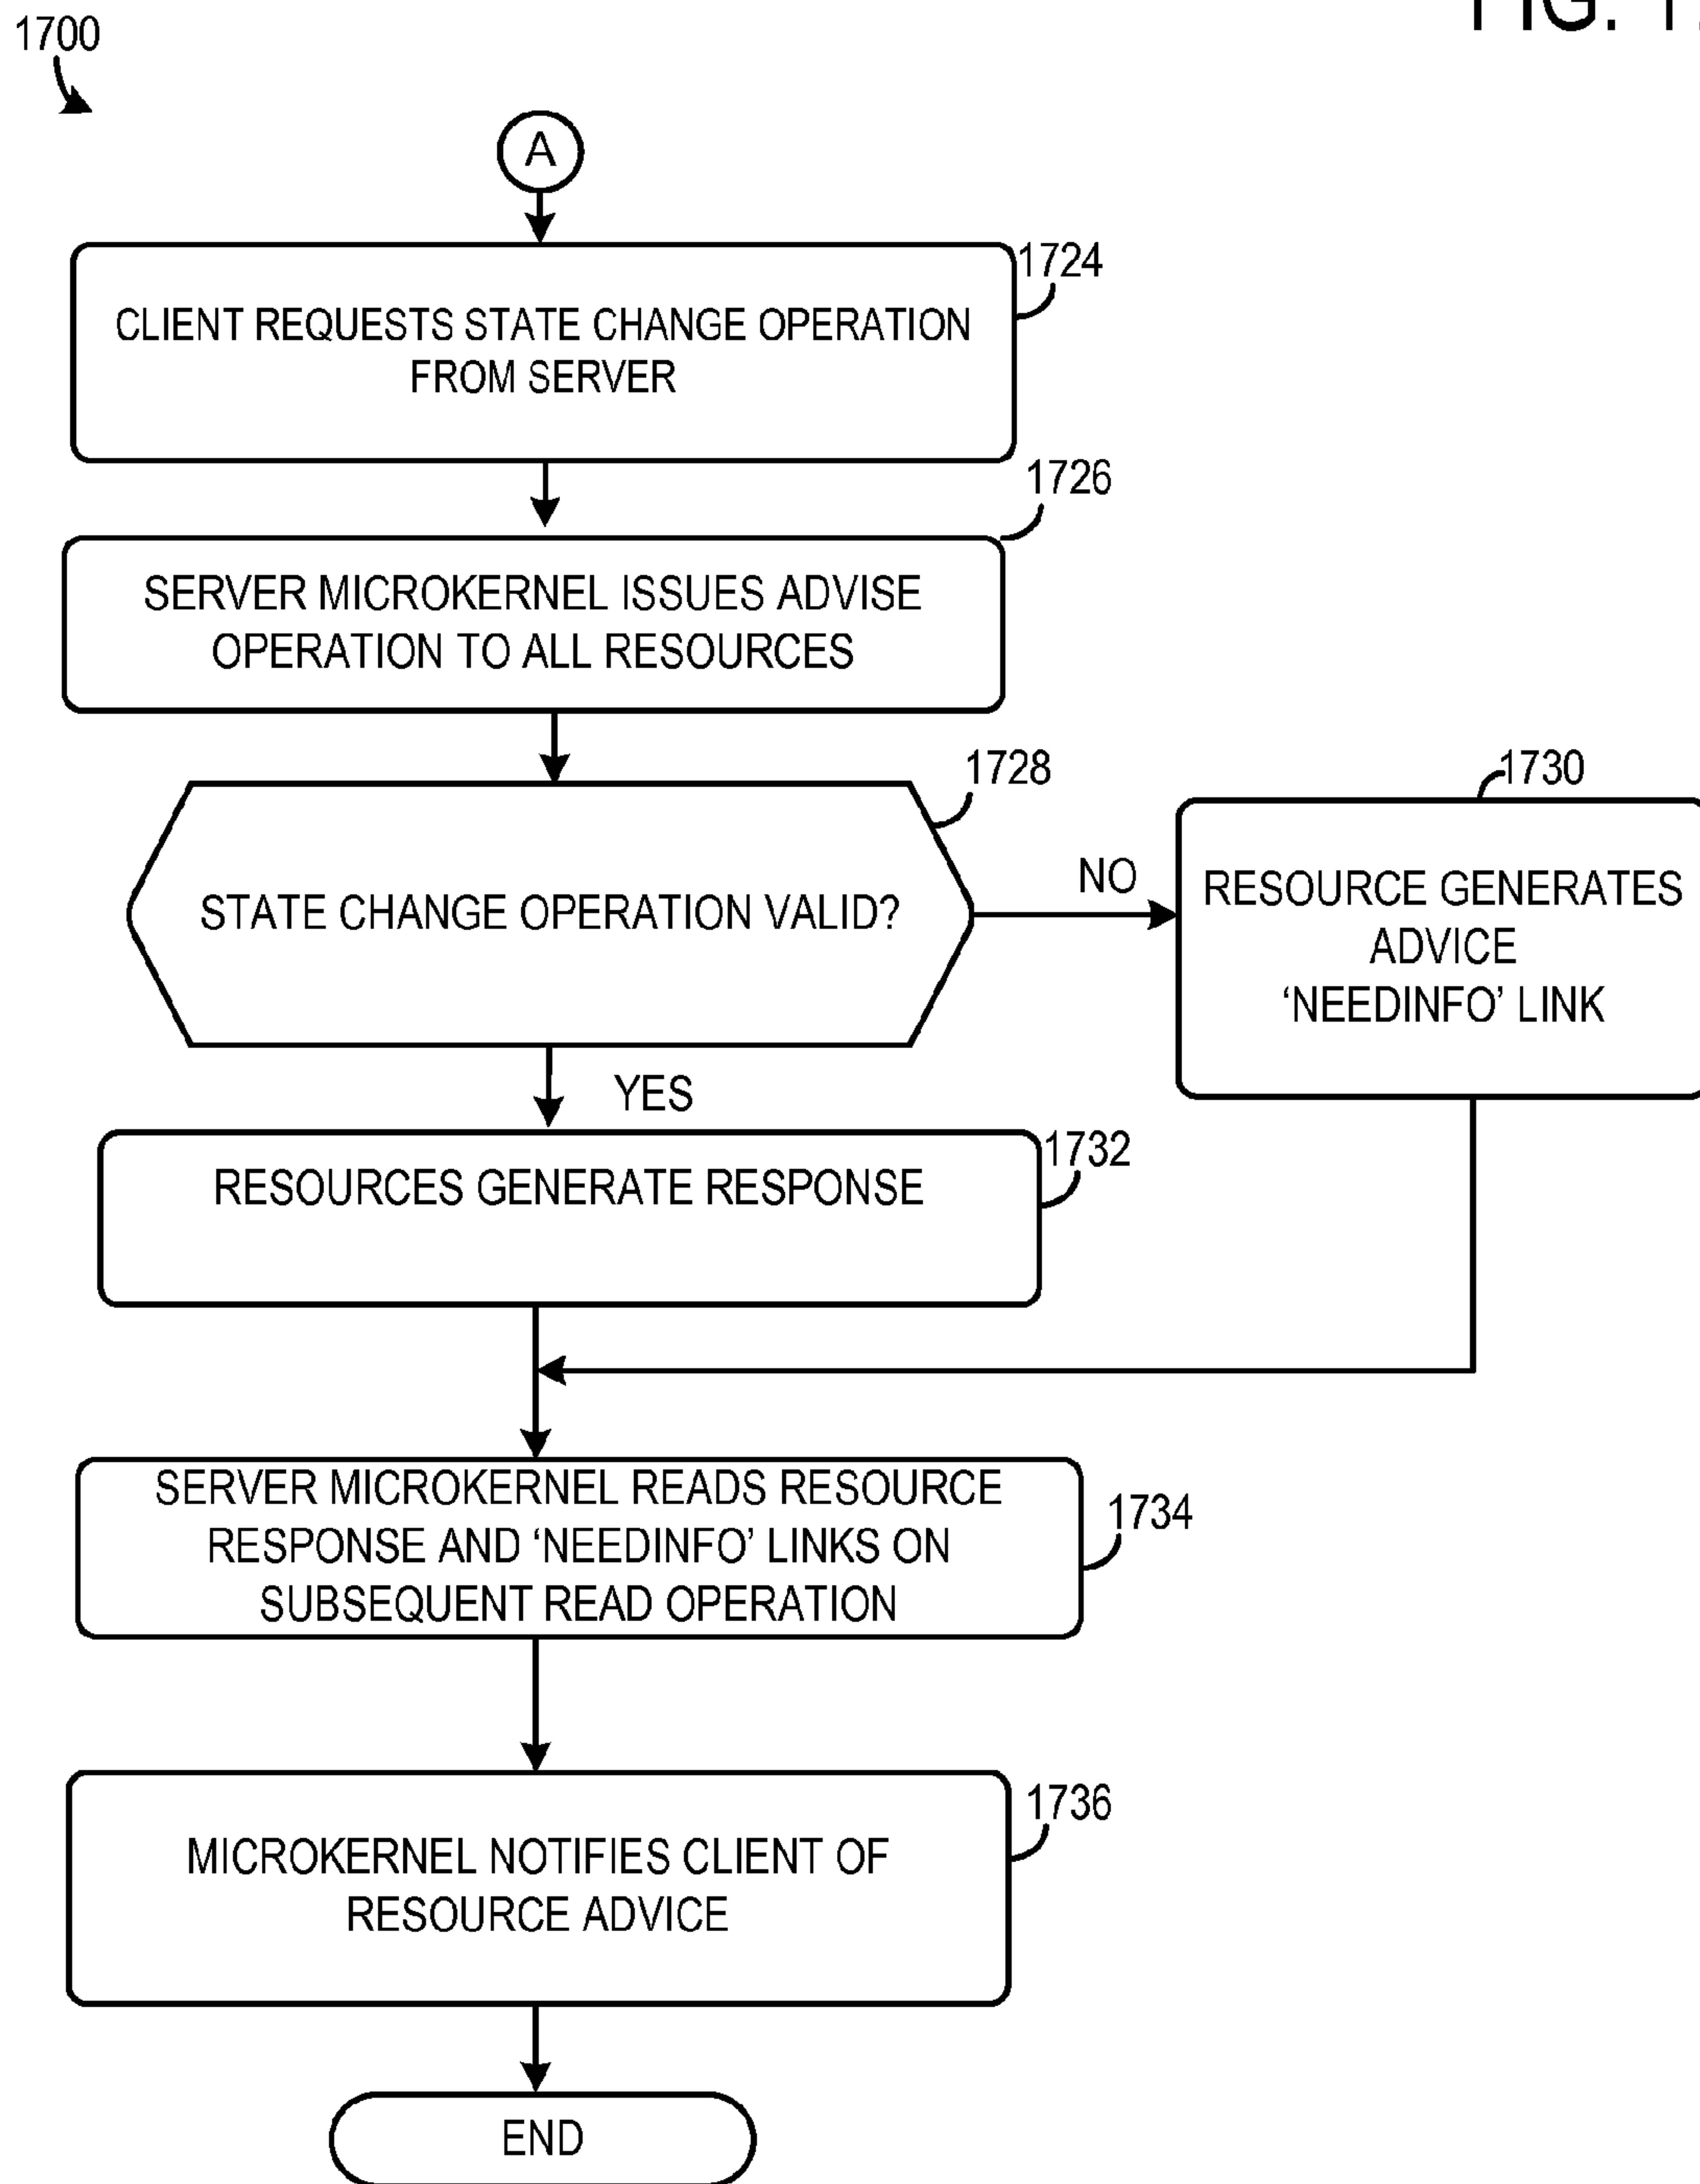 1700
FIG.
A
1724
CLIENT REQUESTS STATE CHANGE OPERATION
FROM SERVER
1726
SERVER MICROKERNEL ISSUES ADVISE
OPERATION TO ALL RESOURCES
1728
STATE CHANGE OPERATION VALID?
NO
1730
RESOURCE GENERATES
ADVICE
‘NEEDINFO’ LINK
YES
1732
RESOURCES GENERATE RESPONSE
SERVER MICROKERNEL READS RESOURCE
RESPONSE AND ‘NEEDINFO’ LINKS ON
SUBSEQUENT READ OPERATION
1734
1736
MICROKERNEL NOTIFIES CLIENT OF
RESOURCE ADVICE
END